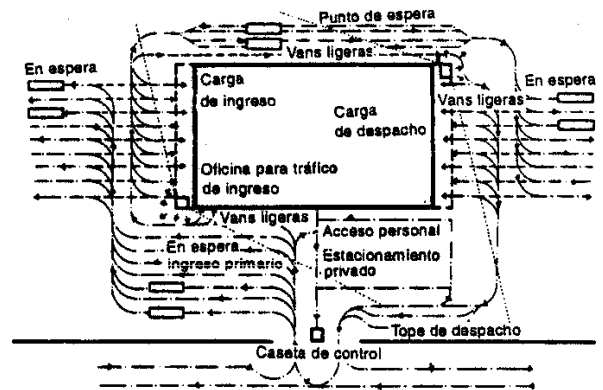 Punto de espera
Vans ligeras
En espera
En espera
Carga
de ingreso
Vans ligeras
Carga
de despacho
Oficina para tráfico
de ingreso
Vans ligeras
Acceso personal
En espera
ingreso primario
Estacionamiento
privado
Tope de despacho
Caseta de control